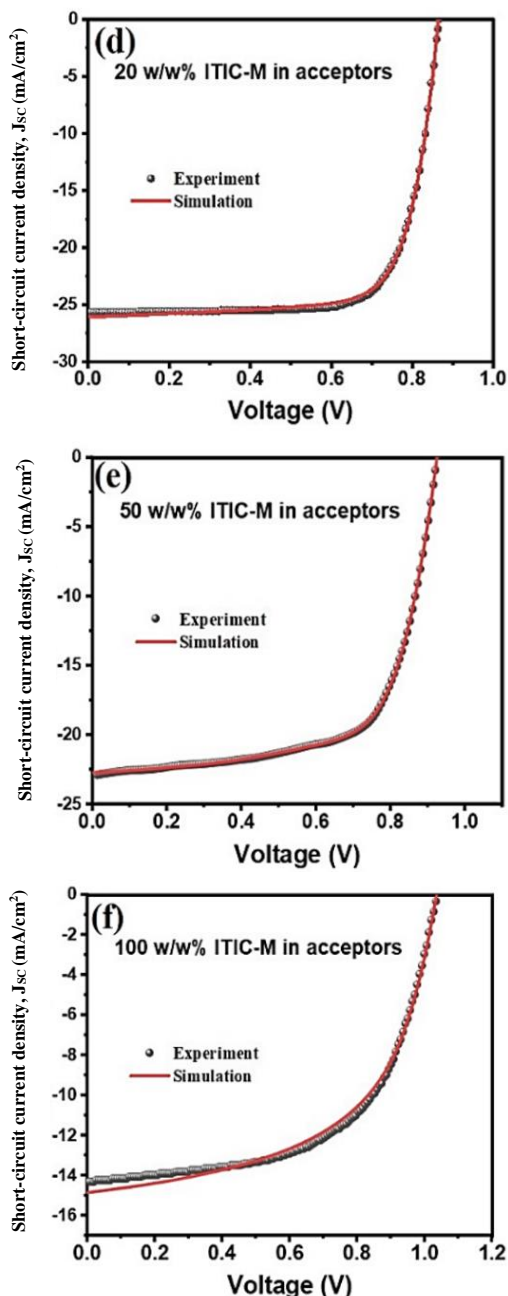 (d)
20 w/w% ITIC-M in acceptors
Experiment
Simulation
Short-circuit current density, JSC (mA/cm²)
0
-5
-10
-15
-20
-25
-30
0.0 0.2 0.4 0.6 0.8 1.0
Voltage (V)
(e)
50 w/w% ITIC-M in acceptors
Experiment
Simulation
Short-circuit current density, JSC (mA/cm²)
0
-5
-10
-15
-20
-25
0.0 0.2 0.4 0.6 0.8 1.0
Voltage (V)
(f)
100 w/w% ITIC-M in acceptors
Experiment
Simulation
Short-circuit current density, JSC (mA/cm²)
0
-2
-4
-6
-8
-10
-12
-14
-16
0.0 0.2 0.4 0.6 0.8 1.0 1.2
Voltage (V)